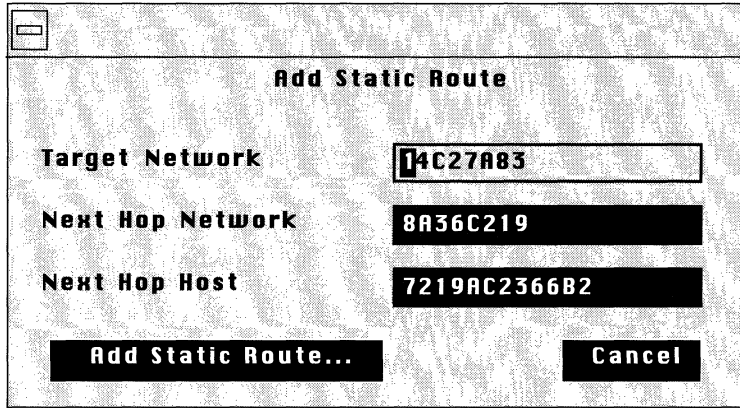 Add Static Route
Target Network 14C27A83
Next Hop Network 8A36C219
Next Hop Host 7219AC2366B2
Add Static Route... Cancel